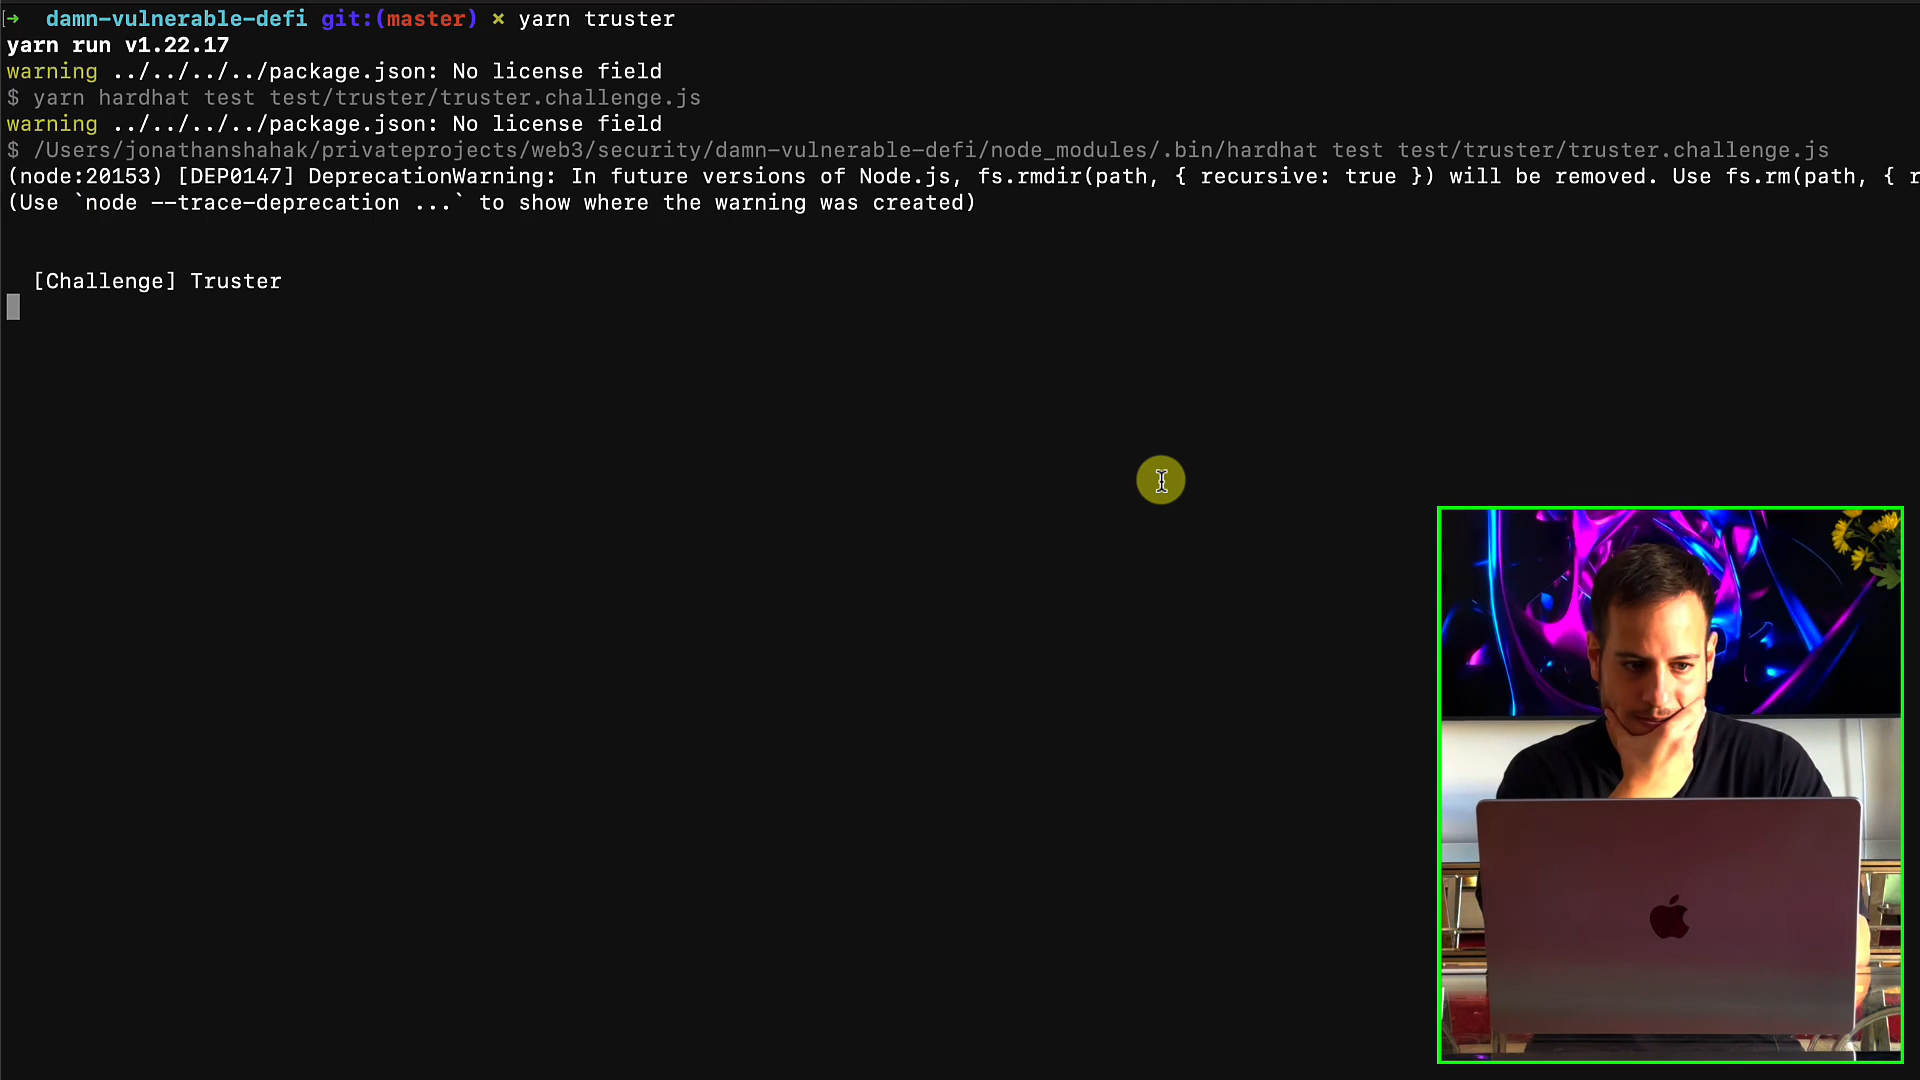 [→ damn-vulnerable-defi git:(master) × yarn truster
yarn run v1.22.17
warning ../../../../package.json: No license field
$ yarn hardhat test test/truster/truster.challenge.js
warning ../../../../package.json: No license field
$ /Users/jonathanshahak/privateprojects/web3/security/damn-vulnerable-defi/node_modules/.bin/hardhat test test/truster/truster.challenge.js
(node:20153) [DEP0147] DeprecationWarning: In future versions of Node.js, fs.rmdir(path, { recursive: true }) will be removed. Use fs.rm(path, { r
(Use `node --trace-deprecation ...` to show where the warning was created)
[Challenge] Truster